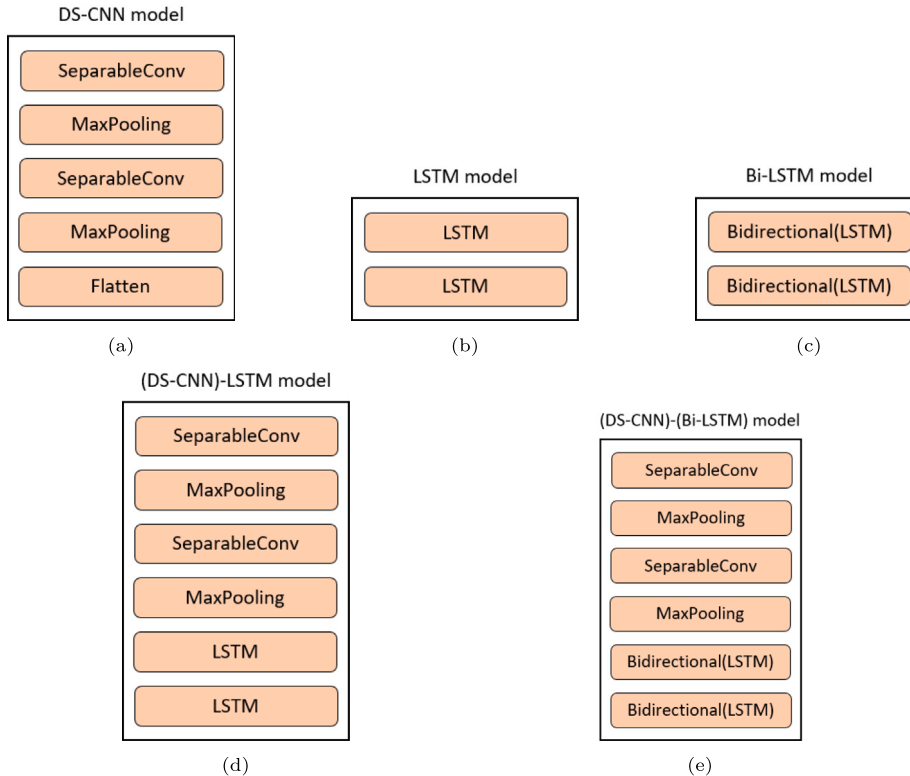 DS-CNN model
SeparableConv
MaxPooling
SeparableConv
MaxPooling
Flatten
(a)
LSTM model
LSTM
LSTM
(b)
Bi-LSTM model
Bidirectional(LSTM)
Bidirectional(LSTM)
(c)
(DS-CNN)-LSTM model
SeparableConv
MaxPooling
SeparableConv
MaxPooling
LSTM
LSTM
(d)
(DS-CNN)-(Bi-LSTM) model
SeparableConv
MaxPooling
SeparableConv
MaxPooling
Bidirectional(LSTM)
Bidirectional(LSTM)
(e)